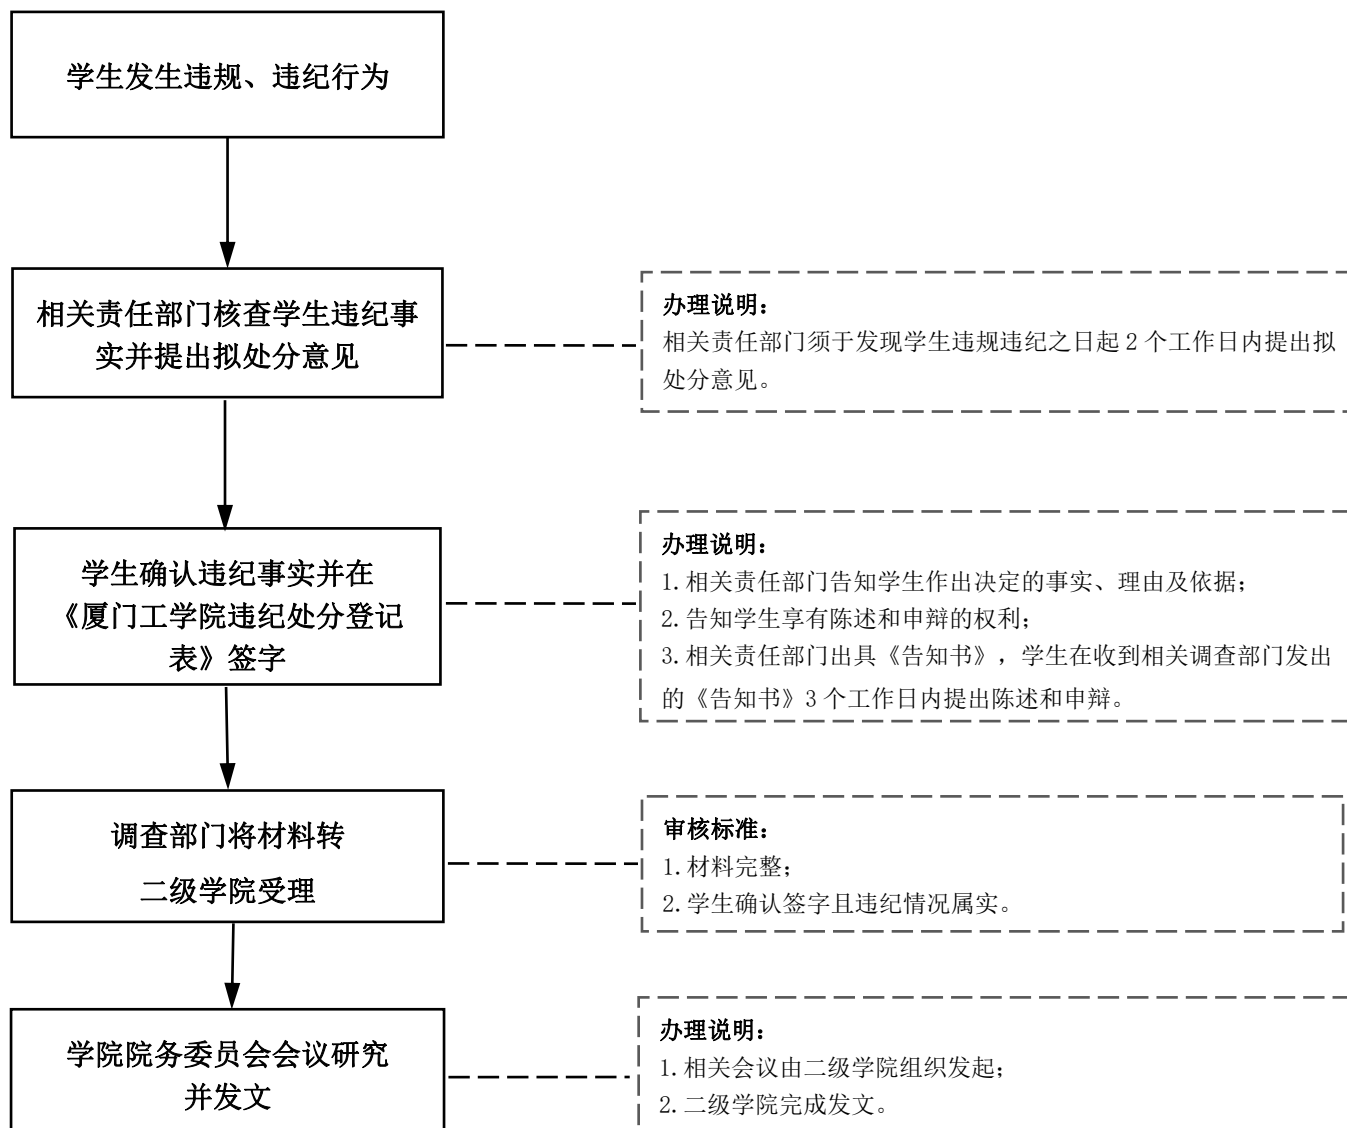 学生发生违规、违纪行为
相关责任部门核查学生违纪事
实并提出拟处分意见
办理说明：
相关责任部门须于发现学生违规违纪之日起 2 个工作日内提出拟
处分意见。
学生确认违纪事实并在
《厦门工学院违纪处分登记
表》签字
办理说明：
1.相关责任部门告知学生作出决定的事实、理由及依据；
2.告知学生享有陈述和申辩的权利；
3.相关责任部门出具《告知书》，学生在收到相关调查部门发出
的《告知书》3 个工作日内提出陈述和申辩。
调查部门将材料转
二级学院受理
审核标准：
1.材料完整；
2.学生确认签字且违纪情况属实。
学院院务委员会会议研究
并发文
办理说明：
1.相关会议由二级学院组织发起；
2.二级学院完成发文。